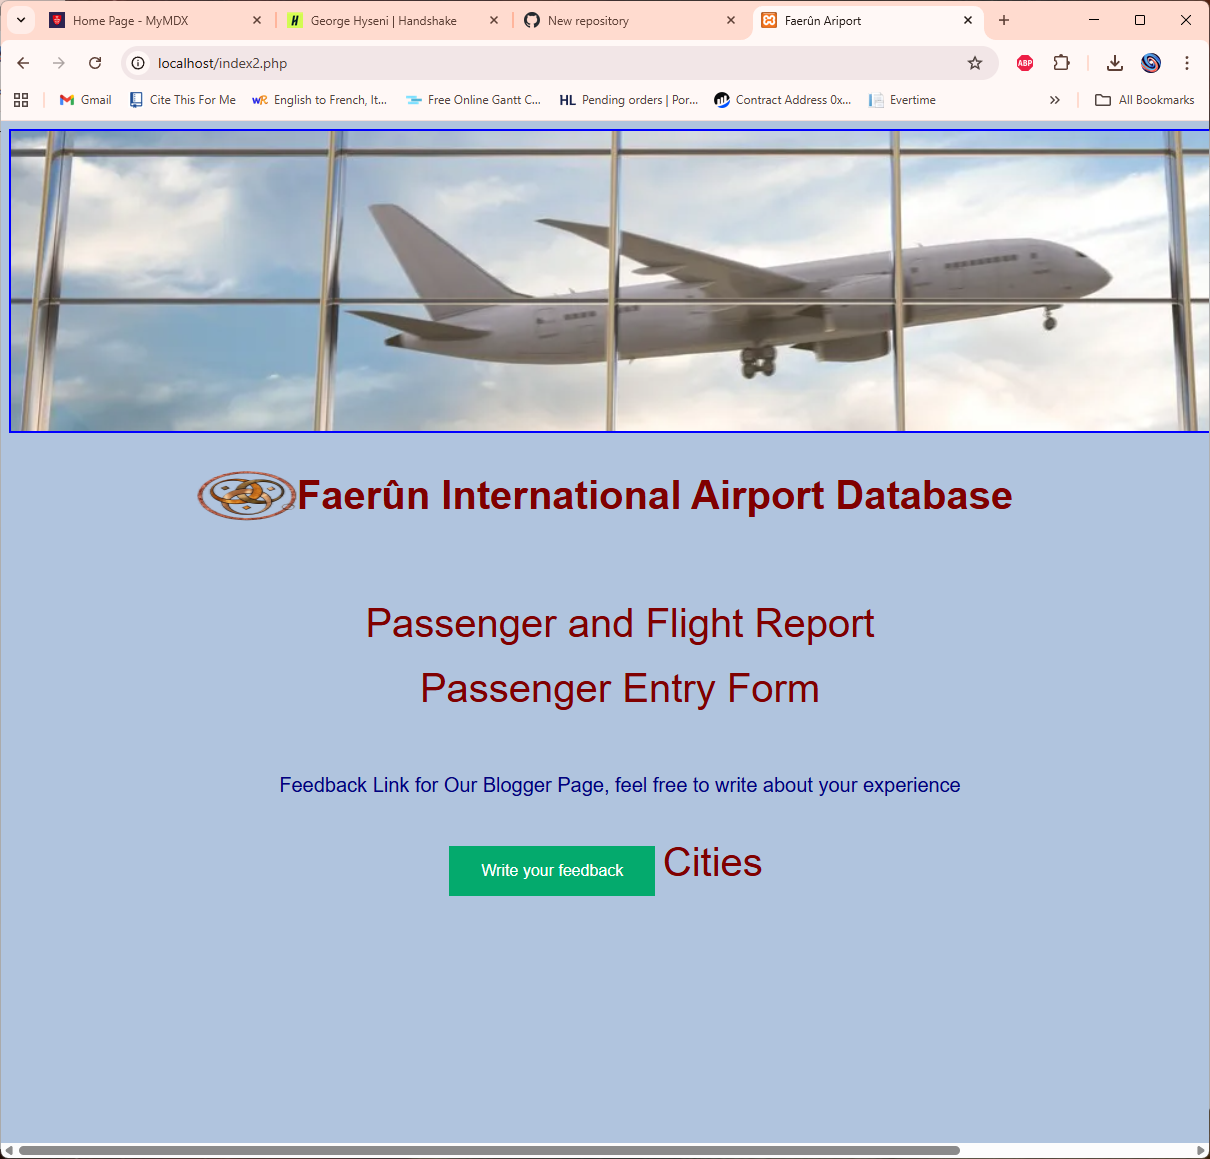 Home Page - MyMDX
George Hyseni | Handshake
New repository
Faerûn Ariport
localhost/index2.php
ABP
Gmail
Cite This For Me
English to French, It...
Free Online Gantt C...
HL Pending orders | Por...
Contract Address 0x...
Evertime
All Bookmarks
Faerûn International Airport Database
Passenger and Flight Report
Passenger Entry Form
Feedback Link for Our Blogger Page, feel free to write about your experience
Write your feedback Cities